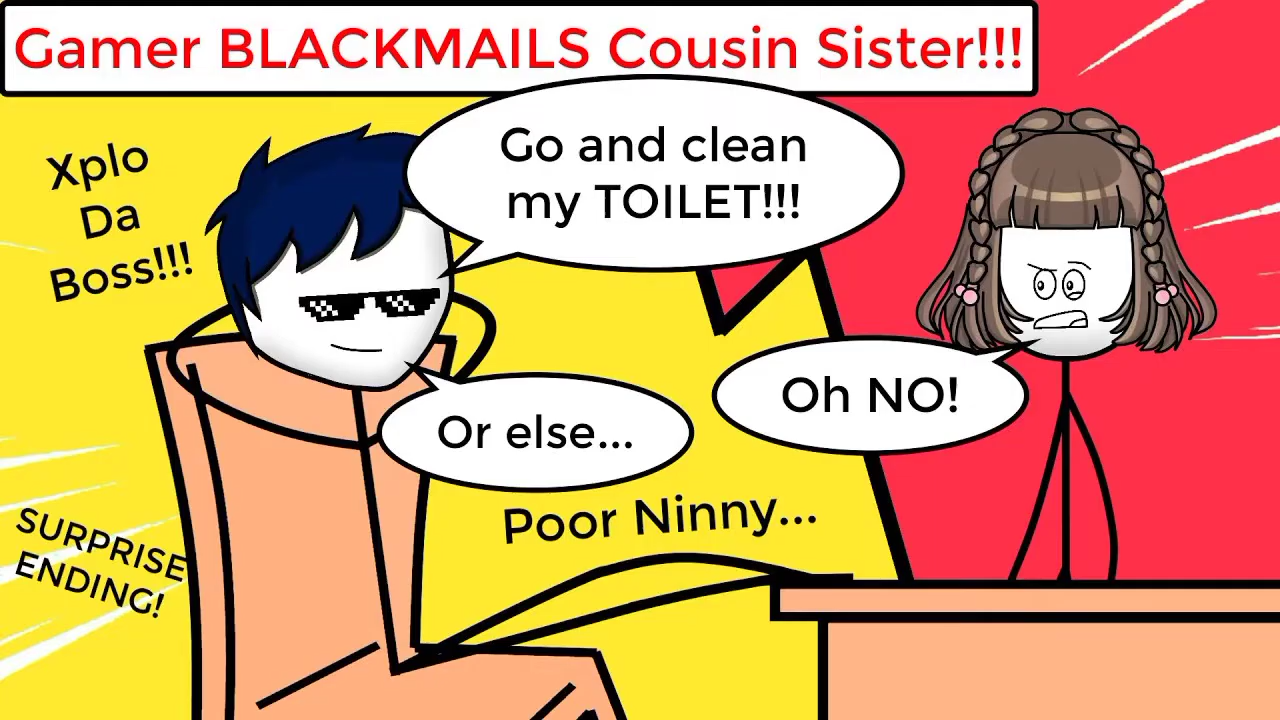 Gamer BLACKMAILS Cousin Sister!!!
Xplo
Da
Boss!!!
Go and clean
my TOILET!!!
Or else...
Oh NO!
Poor Ninny...
SURPRISE
ENDING!